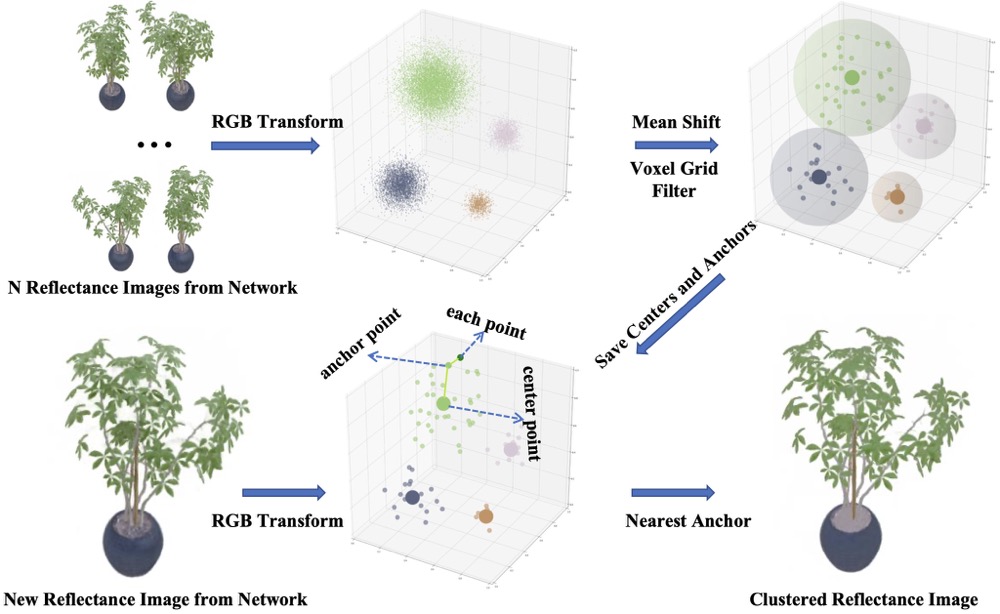 RGB Transform
Mean Shift
Voxel Grid
Filter
N Reflectance Images from Network
Save Centers and Anchors
anchor point
each point
center point
RGB Transform
Nearest Anchor
New Reflectance Image from Network
Clustered Reflectance Image